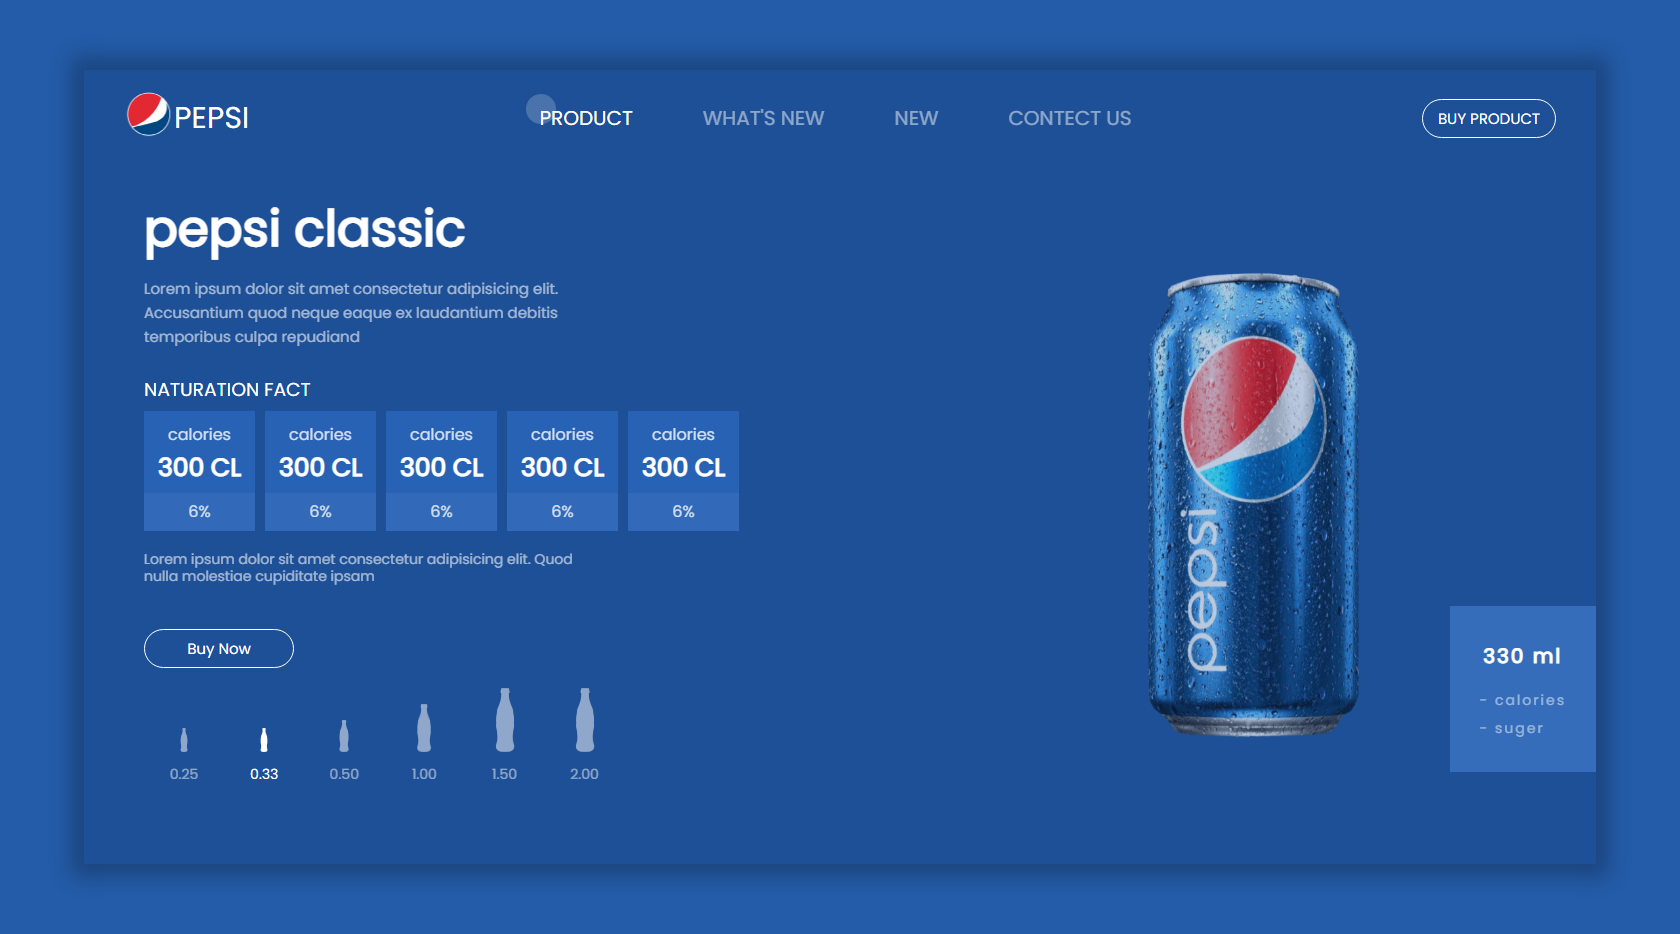 PEPSI
PRODUCT
WHAT'S NEW
NEW
CONTECT US
BUY PRODUCT
pepsi classic
Lorem ipsum dolor sit amet consectetur adipisicing elit.
Accusantium quod neque eaque ex laudantium debitis
temporibus culpa repudiand
NATURATION FACT
calories
300 CL
6%
calories
300 CL
6%
calories
300 CL
6%
calories
300 CL
6%
calories
300 CL
6%
Lorem ipsum dolor sit amet consectetur adipisicing elit. Quod
nulla molestiae cupiditate ipsam
Buy Now
0.25
0.33
0.50
1.00
1.50
2.00
pepsi
330 ml
- calories
- suger